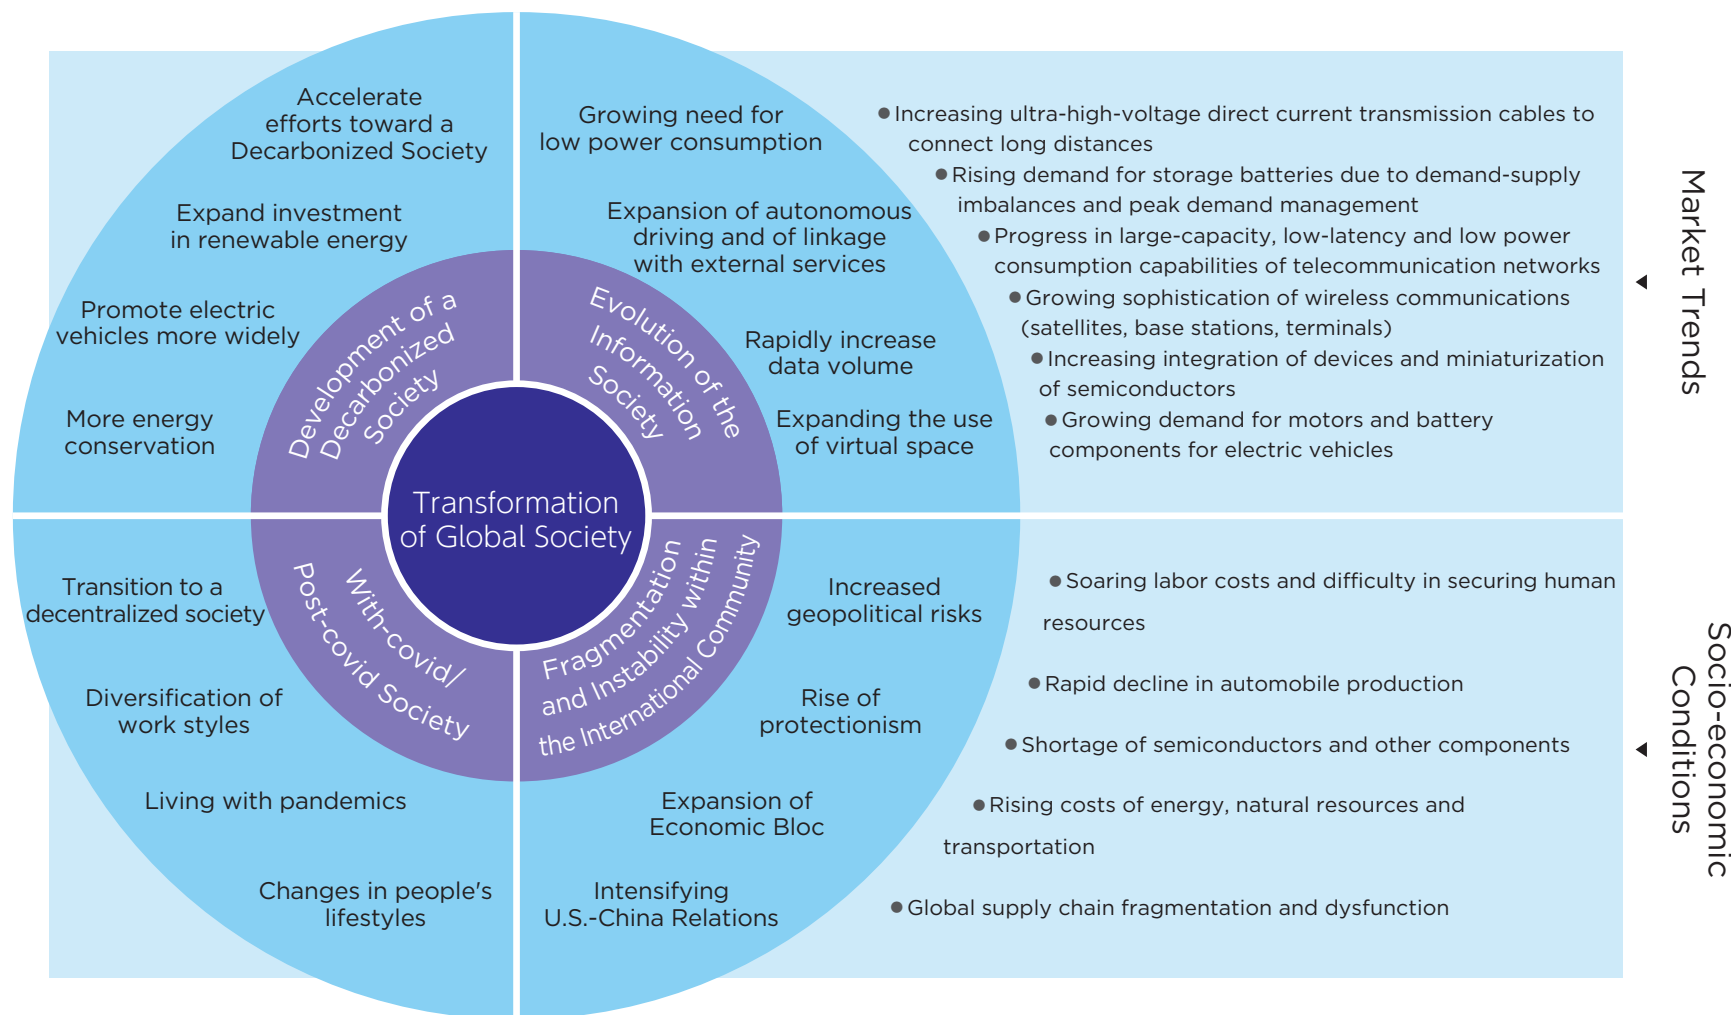 Accelerate
efforts toward a
Decarbonized Society
Expand investment
in renewable energy
Promote electric
vehicles more widely
More energy
conservation
Growing need for
low power consumption
Expansion of autonomous
driving and of linkage
with external services
Rapidly increase
data volume
Expanding the use
of virtual space
Development of a
Decarbonized
Society
Evolution of the
Information
Society
Transformation
of Global Society
With-covid/
Post-covid Society
Fragmentation
and Instability within
the International Community
Transition to a
decentralized society
Diversification of
work styles
Living with pandemics
Changes in people's
lifestyles
Increased
geopolitical risks
Rise of
protectionism
Expansion of
Economic Bloc
Intensifying
U.S.-China Relations
● Increasing ultra-high-voltage direct current transmission cables to
connect long distances
● Rising demand for storage batteries due to demand-supply
imbalances and peak demand management
● Progress in large-capacity, low-latency and low power
consumption capabilities of telecommunication networks
● Growing sophistication of wireless communications
(satellites, base stations, terminals)
● Increasing integration of devices and miniaturization
of semiconductors
● Growing demand for motors and battery
components for electric vehicles
Market Trends
● Soaring labor costs and difficulty in securing human
resources
● Rapid decline in automobile production
● Shortage of semiconductors and other components
● Rising costs of energy, natural resources and
transportation
● Global supply chain fragmentation and dysfunction
Socio-economic
Conditions